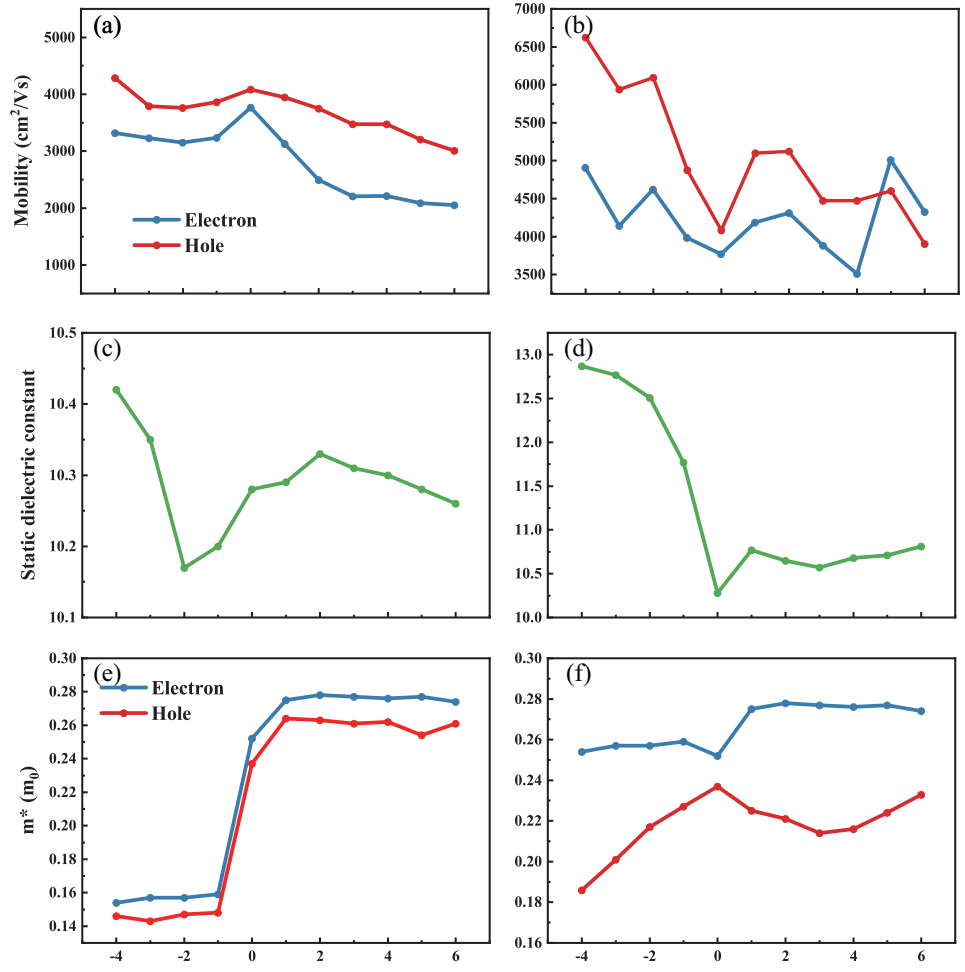 (a)
(b)
Mobility (cm²/Vs)
5000
4000
3000
2000
1000
Electron
Hole
7000
6500
6000
5500
5000
4500
4000
3500
(c)
(d)
Static dielectric constant
10.5
10.4
10.3
10.2
10.1
13.0
12.5
12.0
11.5
11.0
10.5
10.0
(e)
(f)
m* (m₀)
0.30
0.28
0.26
0.24
0.22
0.20
0.18
0.16
0.14
Electron
Hole
-4 -2 0 2 4 6
0.30
0.28
0.26
0.24
0.22
0.20
0.18
0.16
-4 -2 0 2 4 6